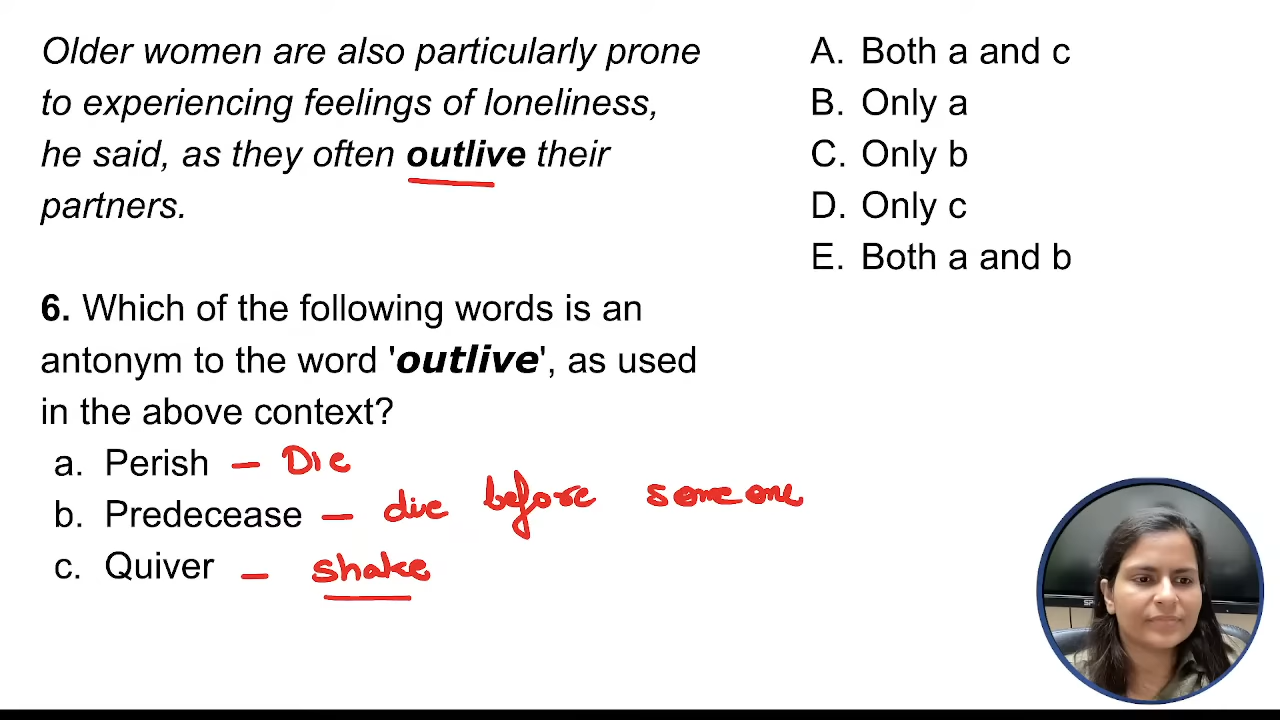 Older women are also particularly prone
to experiencing feelings of loneliness,
he said, as they often outlive their
partners.
6. Which of the following words is an
antonym to the word 'outlive', as used
in the above context?
a. Perish – Die
b. Predecease – die before someone
c. Quiver – shake
A. Both a and c
B. Only a
C. Only b
D. Only c
E. Both a and b